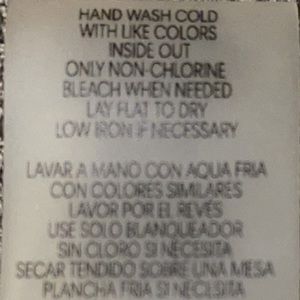 HAND WASH COLD
WITH LIKE COLORS
INSIDE OUT
ONLY NON-CHLORINE
BLEACH WHEN NEEDED
LAY FLAT TO DRY
LOW IRON IF NECESSARY
LAVAR A MANO CON AQUA FRIA
CON COLORES SIMILARES
LAVOR POR EL REVÉS
USE SOLO BLANQUEADOR
SIN CLORO SI NECESITA
SECAR TENDIDO SOBRE UNA MESA
PLANCHA FRIA SI NECISITA